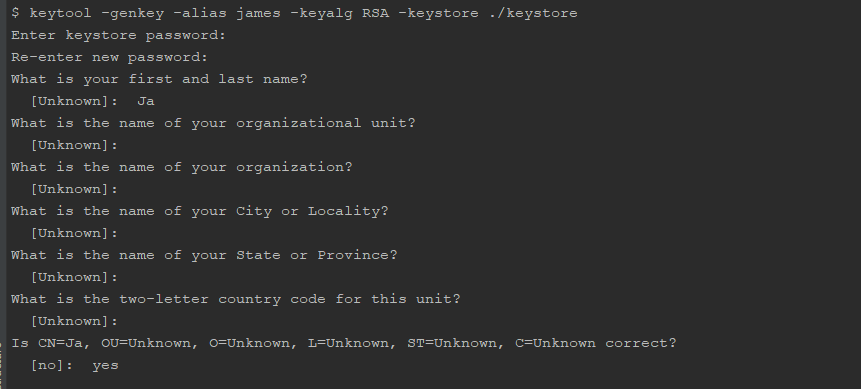 $ keytool -genkey -alias james -keyalg RSA -keystore ./keystore
Enter keystore password:
Re-enter new password:
What is your first and last name?
  [Unknown]:  Ja
What is the name of your organizational unit?
  [Unknown]:
What is the name of your organization?
  [Unknown]:
What is the name of your City or Locality?
  [Unknown]:
What is the name of your State or Province?
  [Unknown]:
What is the two-letter country code for this unit?
  [Unknown]:
Is CN=Ja, OU=Unknown, O=Unknown, L=Unknown, ST=Unknown, C=Unknown correct?
  [no]:  yes